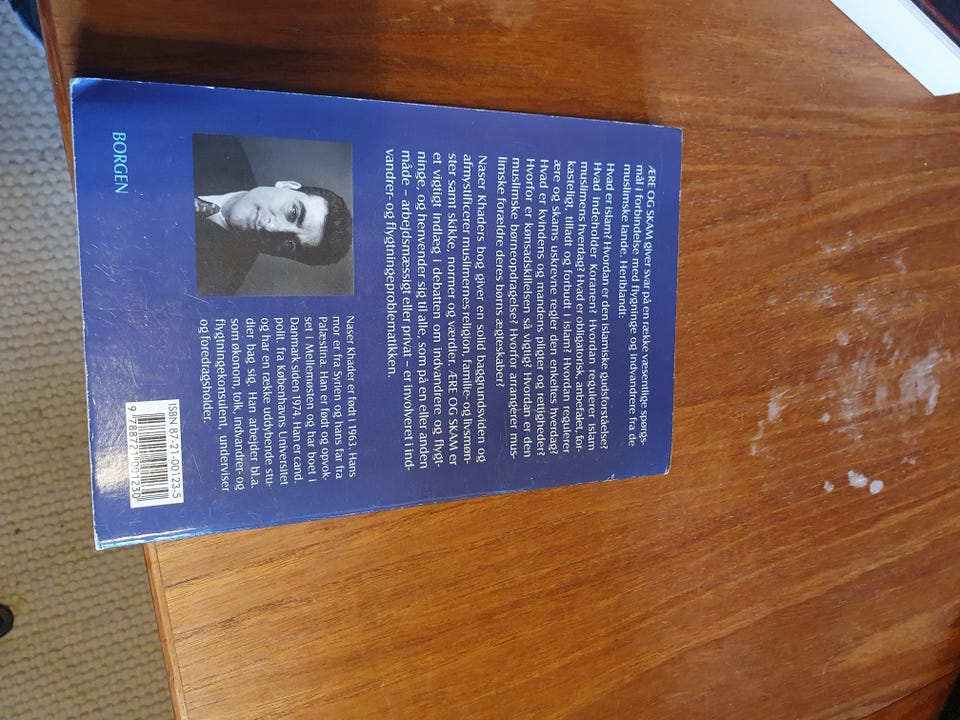 ÆRE OG SKAM giver svar på en række væsentlige spørgs-
mål i forbindelse med flygtninge og indvandrere fra de
muslimske lande. Heriblandt:
Hvad er islam? Hvordan er den islamiske gudsforståelse?
Hvad indeholder Koranen? Hvordan regulerer islam
muslimens hverdag? Hvad er obligatorisk, anbefalet, for-
kasteligt, tilladt og forbudt i islam? Hvordan regulerer
ære og skams uskrevne regler den enkeltes hverdag?
Hvad er kvindens og mandens pligter og rettigheder?
Hvorfor er kønsadskillelsen så vigtig? Hvordan er den
muslimske børneopdragelse? Hvorfor arrangerer mus-
limske forældre deres børns ægteskaber?
Naser Khaders bog giver en solid baggrundsviden og
afmystificerer muslimernes religion, familie- og livsmøn-
ster samt skikke, normer og værdier. ÆRE OG SKAM er
et vigtigt indlæg i debatten om indvandrere og flygt-
ninge, og henvender sig til alle, som på en eller anden
måde – arbejdsmæssigt eller privat – er involveret i ind-
vandrer- og flygtningeproblematikken.
Naser Khader er født i 1963. Hans
mor er fra Syrien og hans far fra
Palæstina. Han er født og opvok-
set i Mellemøsten og har boet i
Danmark siden 1974. Han er cand.
polit. fra Københavns Universitet
og har en række uddybende stu-
dier bag sig. Han arbejder bl.a.
som økonom, tolk, indvandrer- og
flygtningekonsulent, underviser
og foredragsholder.
BORGEN
ISBN 87-21-00123-5
9 788721 001230